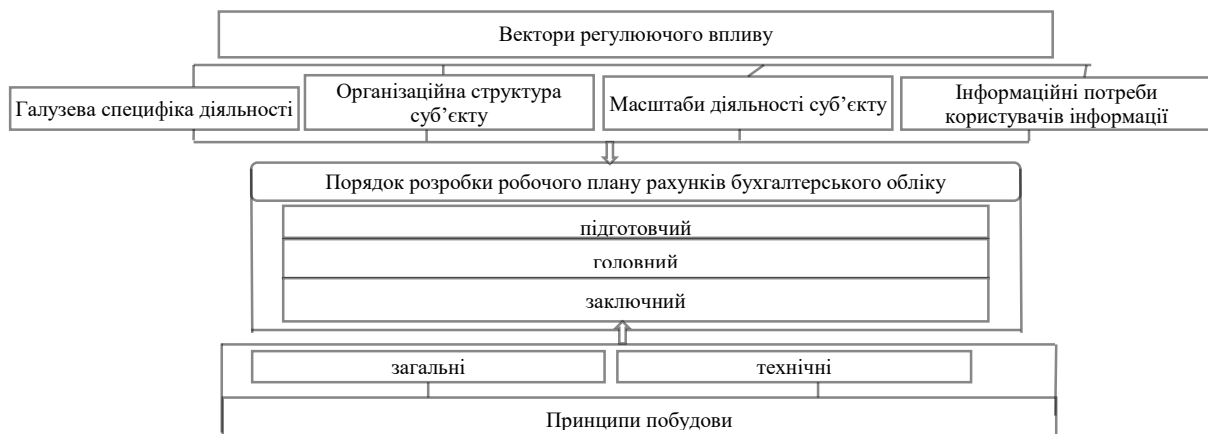 Вектори регулюючого впливу
Галузева специфіка діяльності
Організаційна структура
суб’єкту
Масштаби діяльності суб’єкту
Інформаційні потреби
користувачів інформації
Порядок розробки робочого плану рахунків бухгалтерського обліку
підготовчий
головний
заключний
загальні
технічні
Принципи побудови